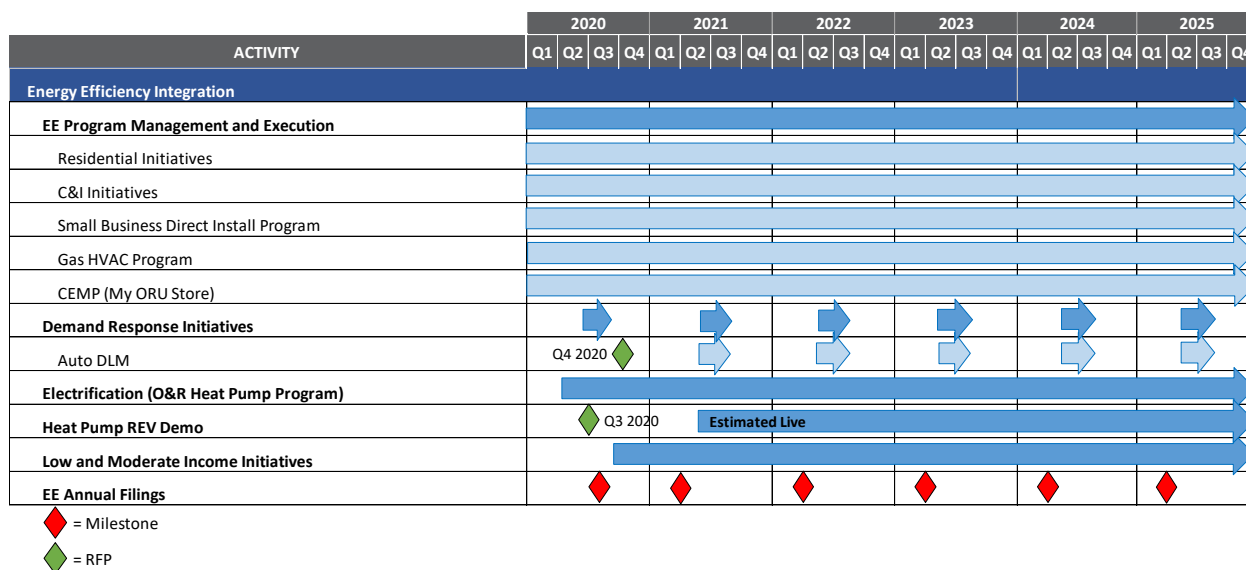 2020 2021 2022 2023 2024 2025
ACTIVITY Q1 Q2 Q3 Q4 Q1 Q2 Q3 Q4 Q1 Q2 Q3 Q4 Q1 Q2 Q3 Q4 Q1 Q2 Q3 Q4 Q1 Q2 Q3 Q4
Energy Efficiency Integration
EE Program Management and Execution
Residential Initiatives
C&I Initiatives
Small Business Direct Install Program
Gas HVAC Program
CEMP (My ORU Store)
Demand Response Initiatives
Auto DLM Q4 2020
Electrification (O&R Heat Pump Program)
Heat Pump REV Demo Q3 2020 Estimated Live
Low and Moderate Income Initiatives
EE Annual Filings
= Milestone
= RFP